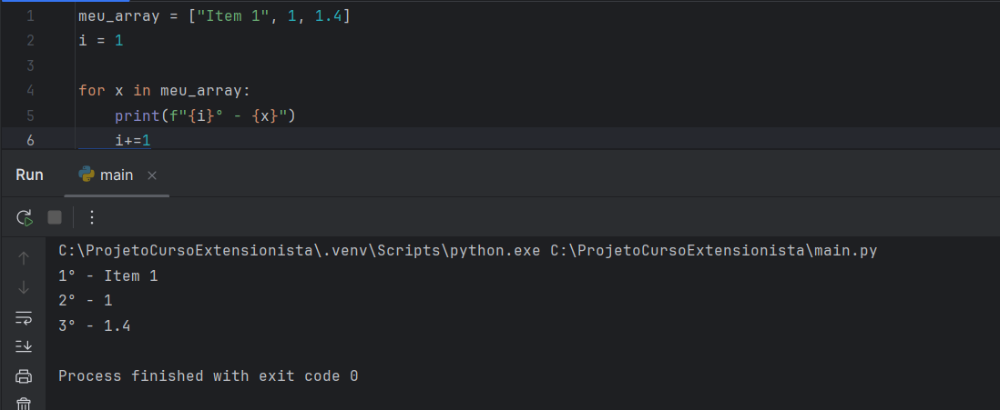 1 meu_array = ["Item 1", 1, 1.4]
2 i = 1
3
4 for x in meu_array:
5     print(f"{i}° - {x}")
6     i+=1
Run main
C:\ProjetoCursoExtensionista\.venv\Scripts\python.exe C:\ProjetoCursoExtensionista\main.py
1° - Item 1
2° - 1
3° - 1.4
Process finished with exit code 0